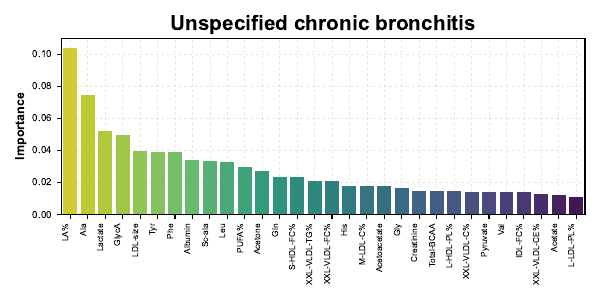 Unspecified chronic bronchitis
Importance
0.10
0.08
0.06
0.04
0.02
0.00
LA%
Ala
Lactate
GlycA
LDL-size
Tyr
Phe
Albumin
Sc-ala
Leu
PUFA%
Acetone
Gln
S-HDL-FC%
XXL-VLDL-TG%
XXL-VLDL-FC%
His
M-LDL-C%
Acetoacetate
Gly
Creatinine
Total-BCAA
L-HDL-PL%
XXL-VLDL-C%
Pyruvate
Val
IDL-FC%
XXL-VLDL-CE%
Acetate
L-LDL-PL%